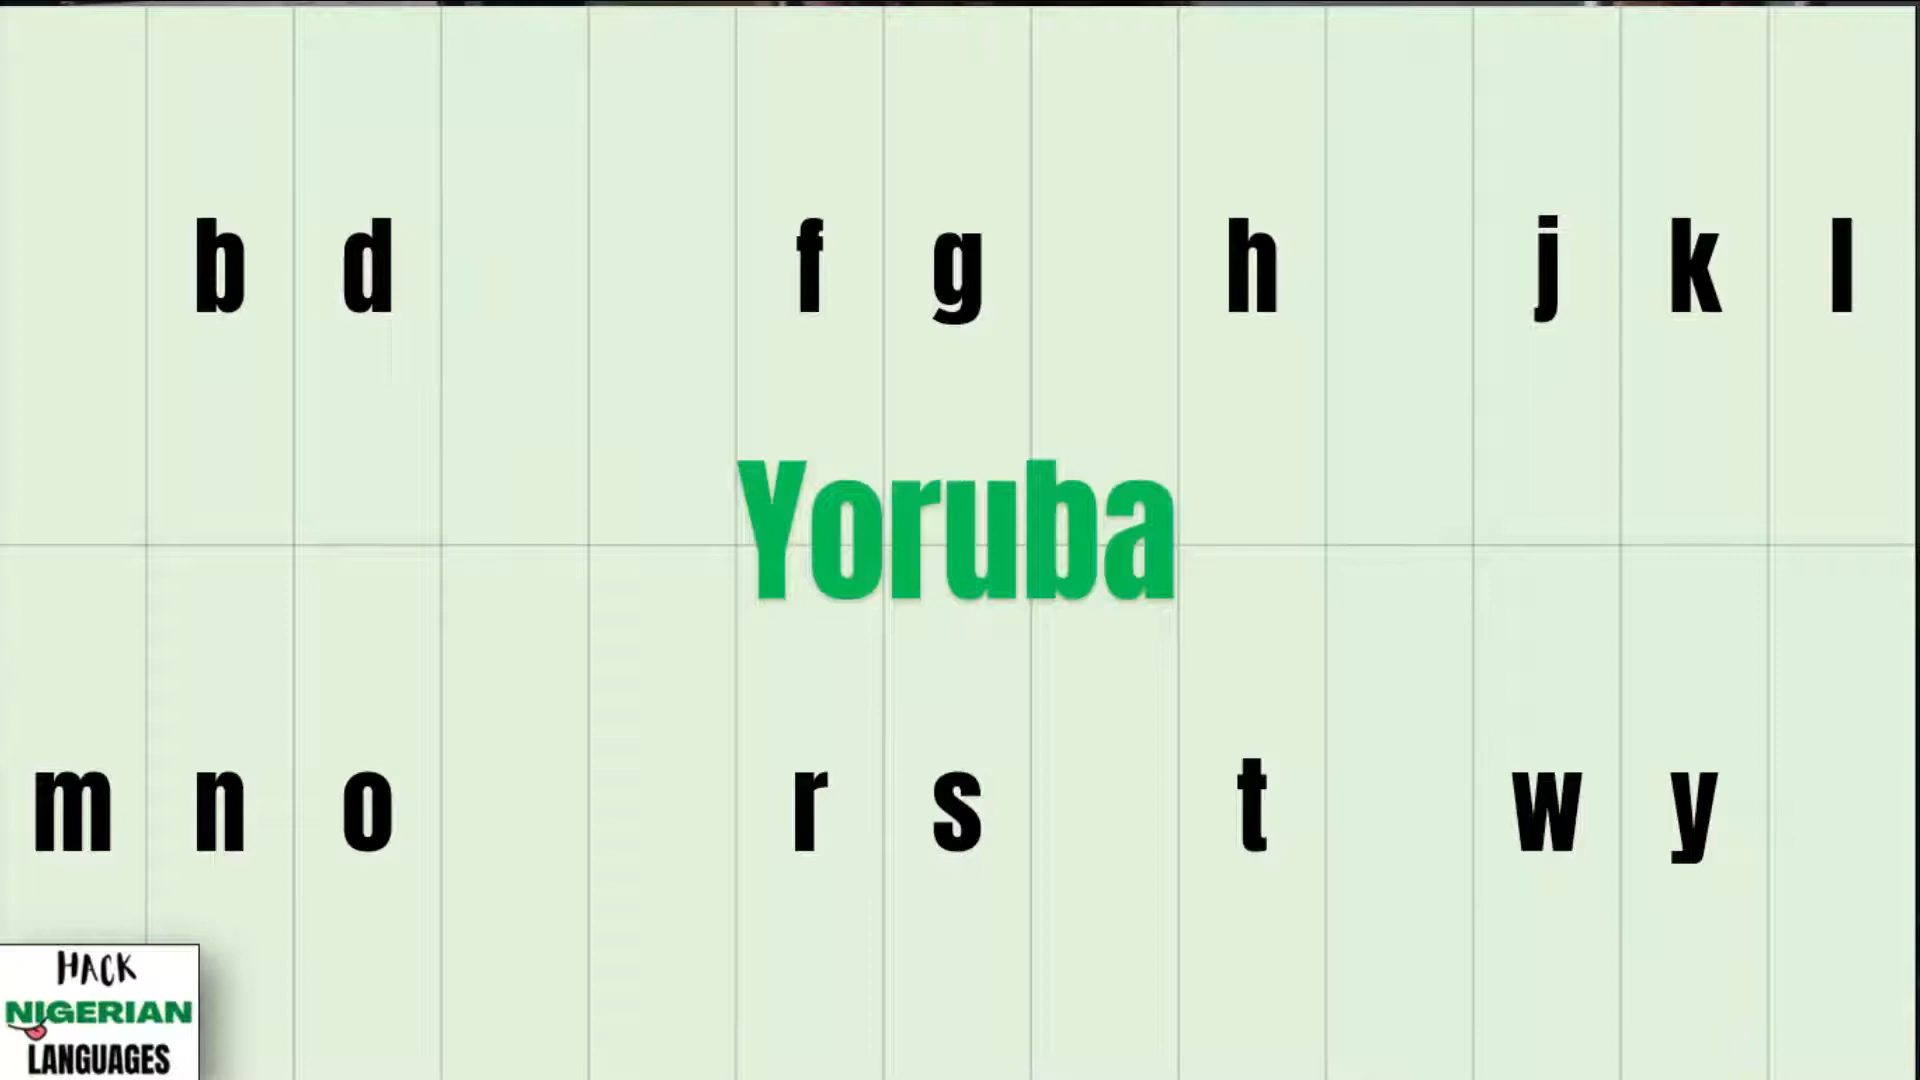 b d f g h j k l
Yoruba
m n o r s t w y
HACK
NIGERIAN
LANGUAGES